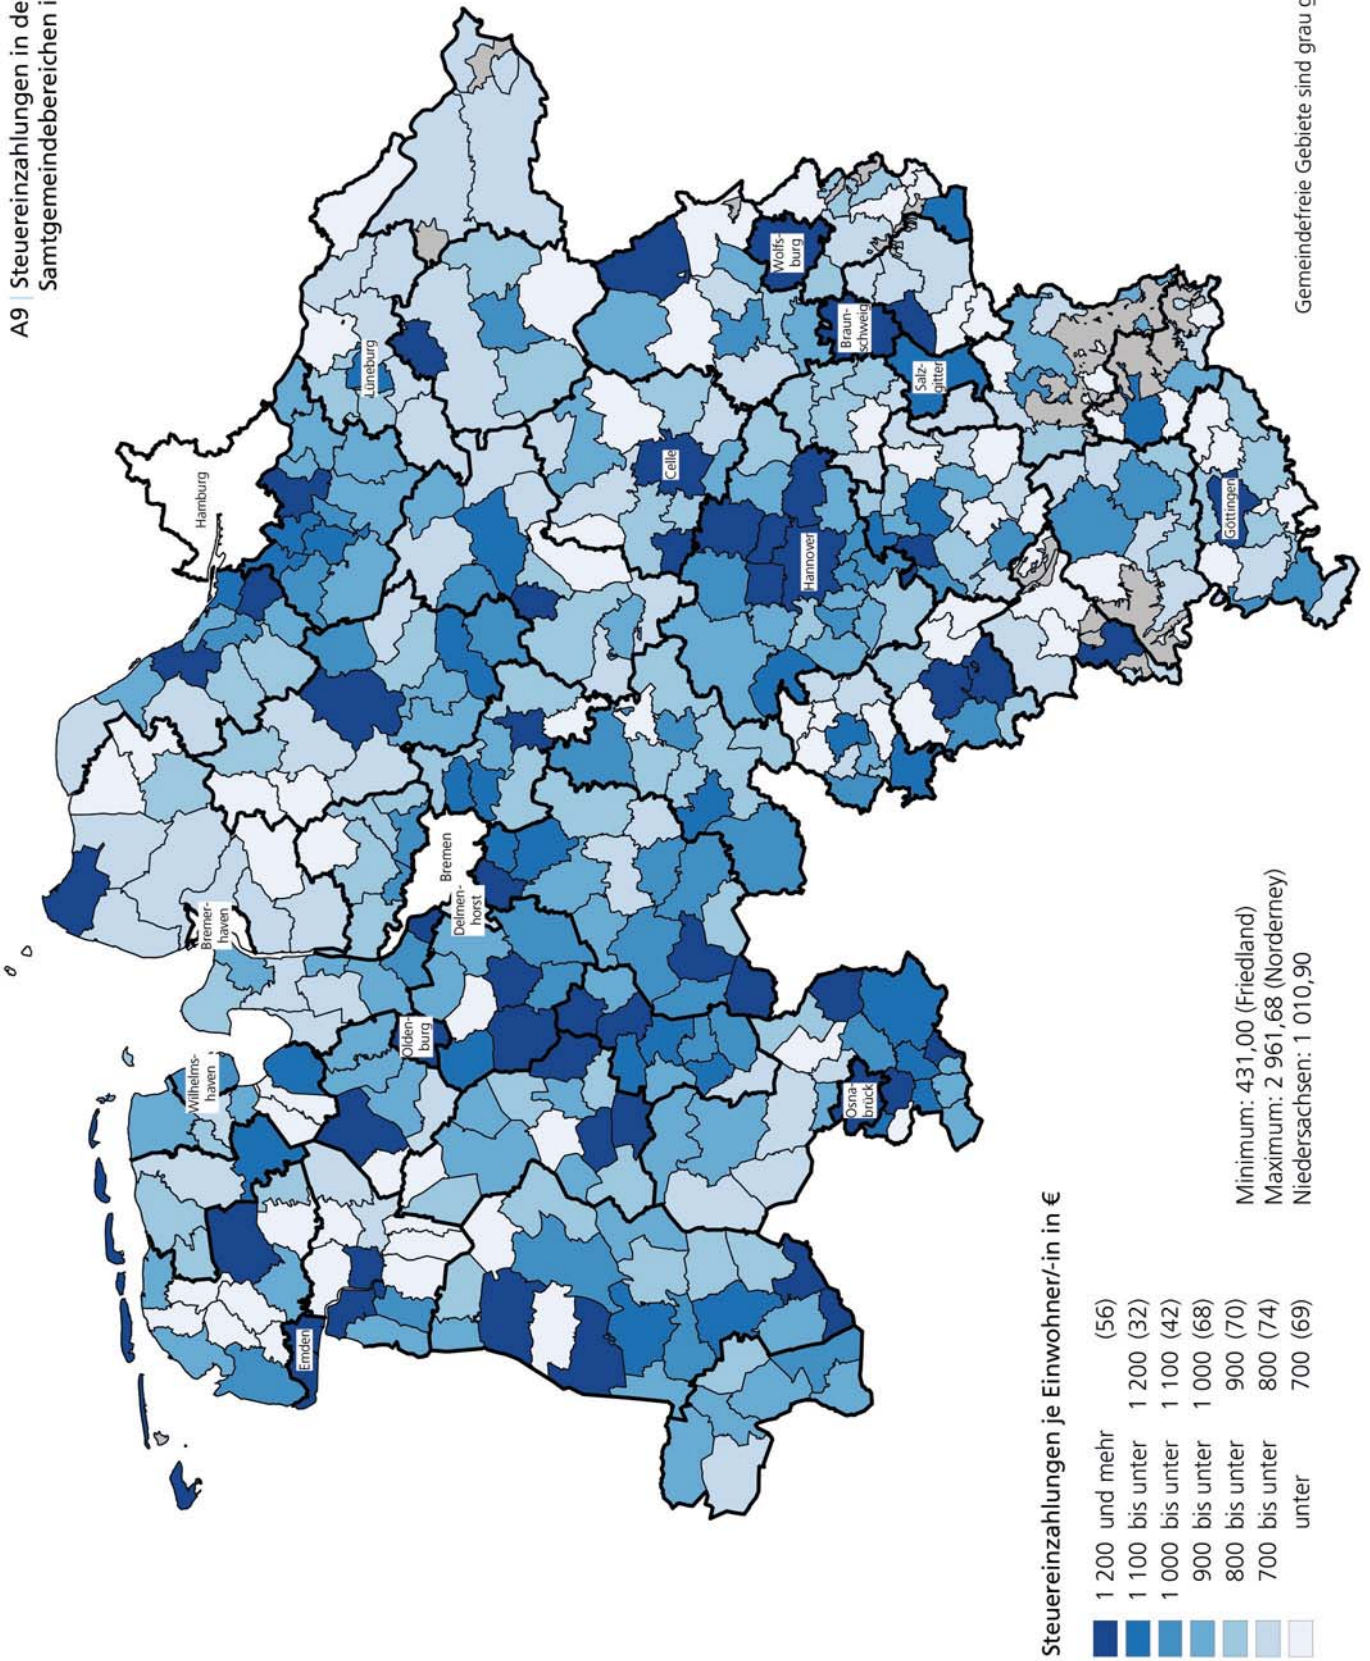 A9 | Steuereinzahlungen in de
Samtgemeindebereichen i
Hamburg
Lüneburg
Bremer-
haven
Wilhelms-
haven
Emden
Olden-
burg
Bremen
Delmen-
horst
Celle
Wolfs-
burg
Hannover
Braun-
schweig
Salz-
gitter
Osna-
brück
Göttingen
Steuereinzahlungen je Einwohner/-in in €
1 200 und mehr (56)
1 100 bis unter 1 200 (32)
1 000 bis unter 1 100 (42)
900 bis unter 1 000 (68)
800 bis unter 900 (70)
700 bis unter 800 (74)
unter 700 (69)
Minimum: 431,00 (Friedland)
Maximum: 2 961,68 (Norderney)
Niedersachsen: 1 010,90
Gemeindefreie Gebiete sind grau g